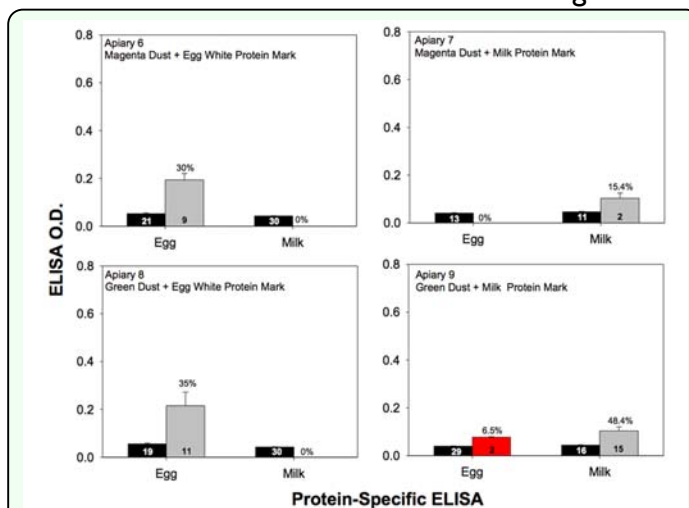 ELISA O.D.
Apiary 6
Magenta Dust + Egg White Protein Mark
0.8
0.6
0.4
0.2
0.0
30%
21
9
30
0%
Egg
Milk
Apiary 7
Magenta Dust + Milk Protein Mark
0.8
0.6
0.4
0.2
0.0
13
0%
15.4%
11
2
Egg
Milk
Apiary 8
Green Dust + Egg White Protein Mark
0.8
0.6
0.4
0.2
0.0
35%
19
11
30
0%
Egg
Milk
Apiary 9
Green Dust + Milk Protein Mark
0.8
0.6
0.4
0.2
0.0
6.5%
29
2
48.4%
16
15
Egg
Milk
Protein-Specific ELISA